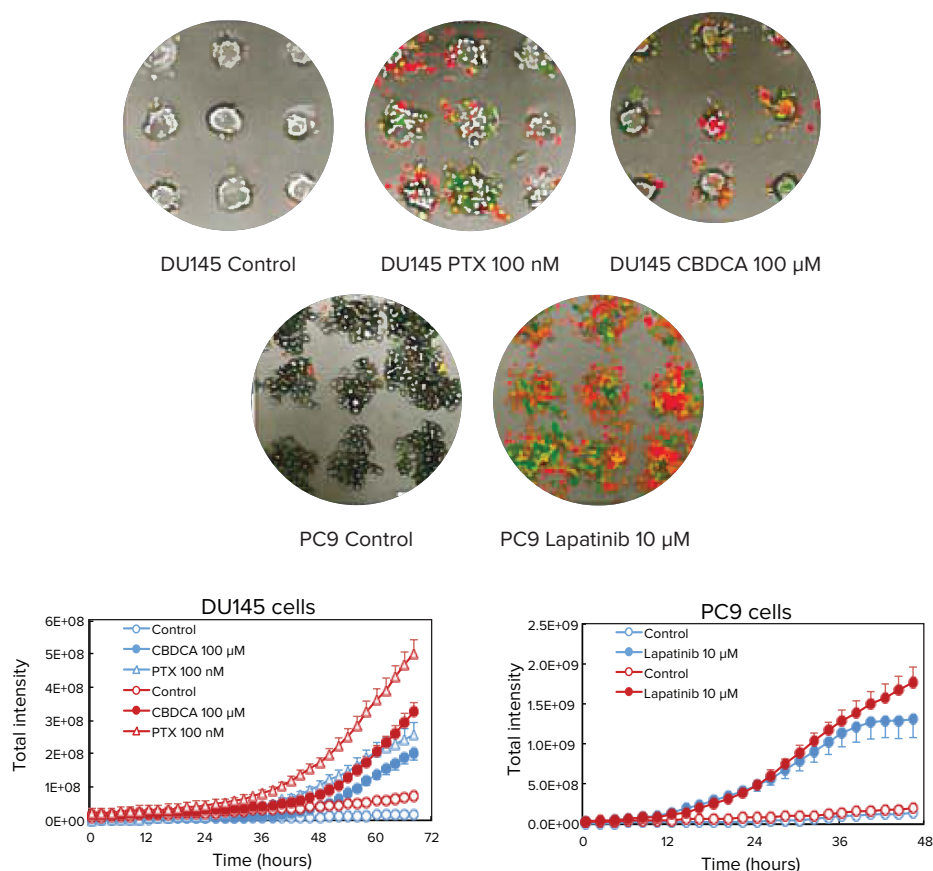 DU145 Control
DU145 PTX 100 nM
DU145 CBDCA 100 µM
PC9 Control
PC9 Lapatinib 10 µM
DU145 cells
6E+08
5E+08
4E+08
3E+08
2E+08
1E+08
0E+00
Total intensity
Control
CBDCA 100 µM
PTX 100 nM
Control
CBDCA 100 µM
PTX 100 nM
0 12 24 36 48 60 72
Time (hours)
PC9 cells
2.5E+09
2.0E+09
1.5E+09
1.0E+09
5.0E+08
0.0E+00
Total intensity
Control
Lapatinib 10 µM
Control
Lapatinib 10 µM
0 12 24 36 48
Time (hours)